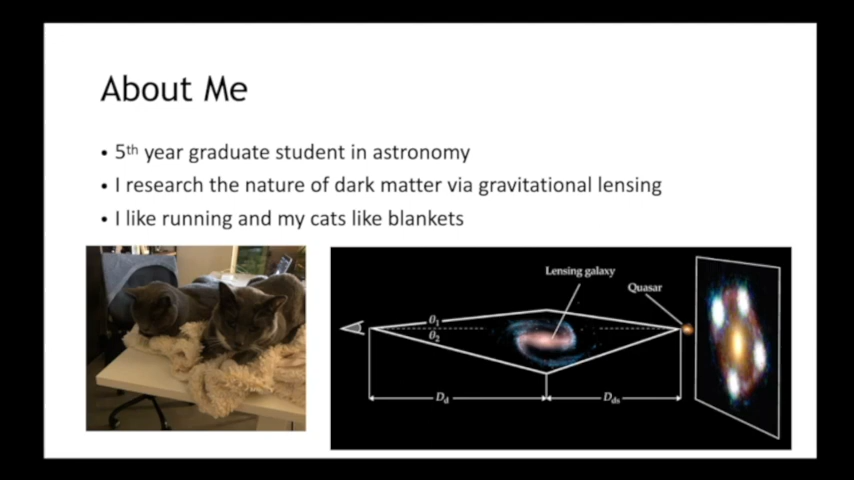 About Me
• 5th year graduate student in astronomy
• I research the nature of dark matter via gravitational lensing
• I like running and my cats like blankets
Lensing galaxy
Quasar
θ1
θ2
Dd
Dds